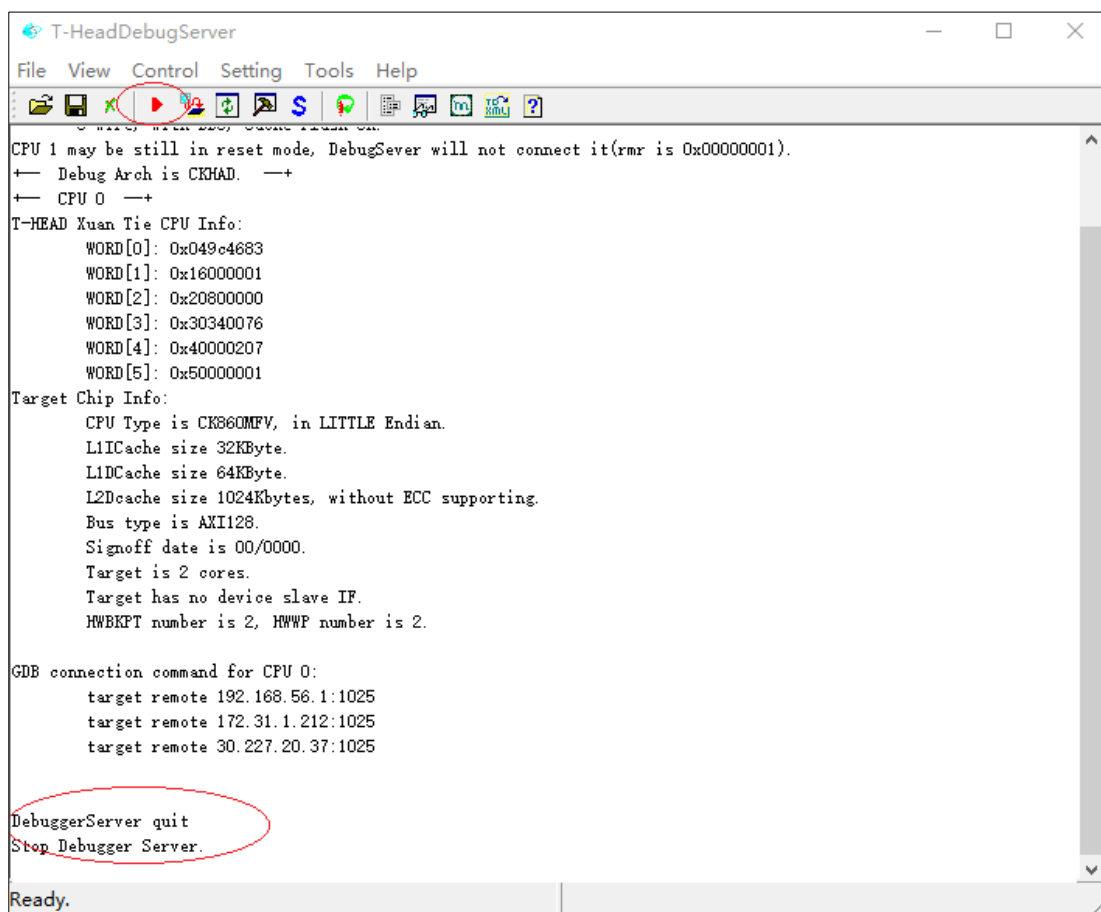 T-HeadDebugServer
File View Control Setting Tools Help
CPU 1 may be still in reset mode, DebugSever will not connect it(rmr is 0x00000001).
+-- Debug Arch is CKHAD. --+
+-- CPU 0 --+
T-HEAD Xuan Tie CPU Info:
WORD[0]: 0x049c4683
WORD[1]: 0x16000001
WORD[2]: 0x20800000
WORD[3]: 0x30340076
WORD[4]: 0x40000207
WORD[5]: 0x50000001
Target Chip Info:
CPU Type is CK860MFV, in LITTLE Endian.
L1ICache size 32KByte.
L1DCache size 64KByte.
L2Dcache size 1024Kbytes, without ECC supporting.
Bus type is AXI128.
Signoff date is 00/0000.
Target is 2 cores.
Target has no device slave IF.
HWBKPT number is 2, HWWP number is 2.
GDB connection command for CPU 0:
target remote 192.168.56.1:1025
target remote 172.31.1.212:1025
target remote 30.227.20.37:1025
DebuggerServer quit
Stop Debugger Server.
Ready.